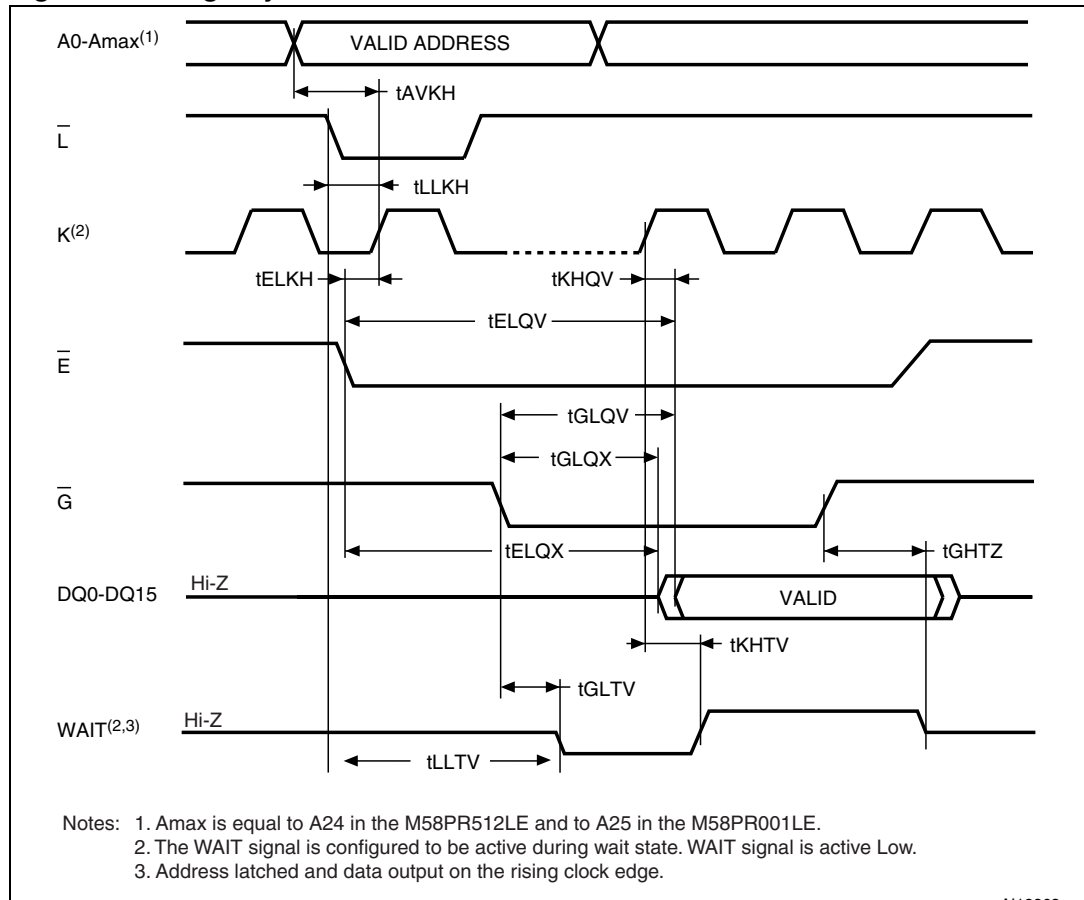 A0-Amax(1)
VALID ADDRESS
tAVKH
L
tLLKH
K(2)
tELKH
tKHQV
tELQV
E
tGLQV
tGLQX
G
tELQX
tGHTZ
Hi-Z
DQ0-DQ15
VALID
tKHTV
tGLTV
Hi-Z
WAIT(2,3)
tLLTV
Notes: 1. Amax is equal to A24 in the M58PR512LE and to A25 in the M58PR001LE.
2. The WAIT signal is configured to be active during wait state. WAIT signal is active Low.
3. Address latched and data output on the rising clock edge.